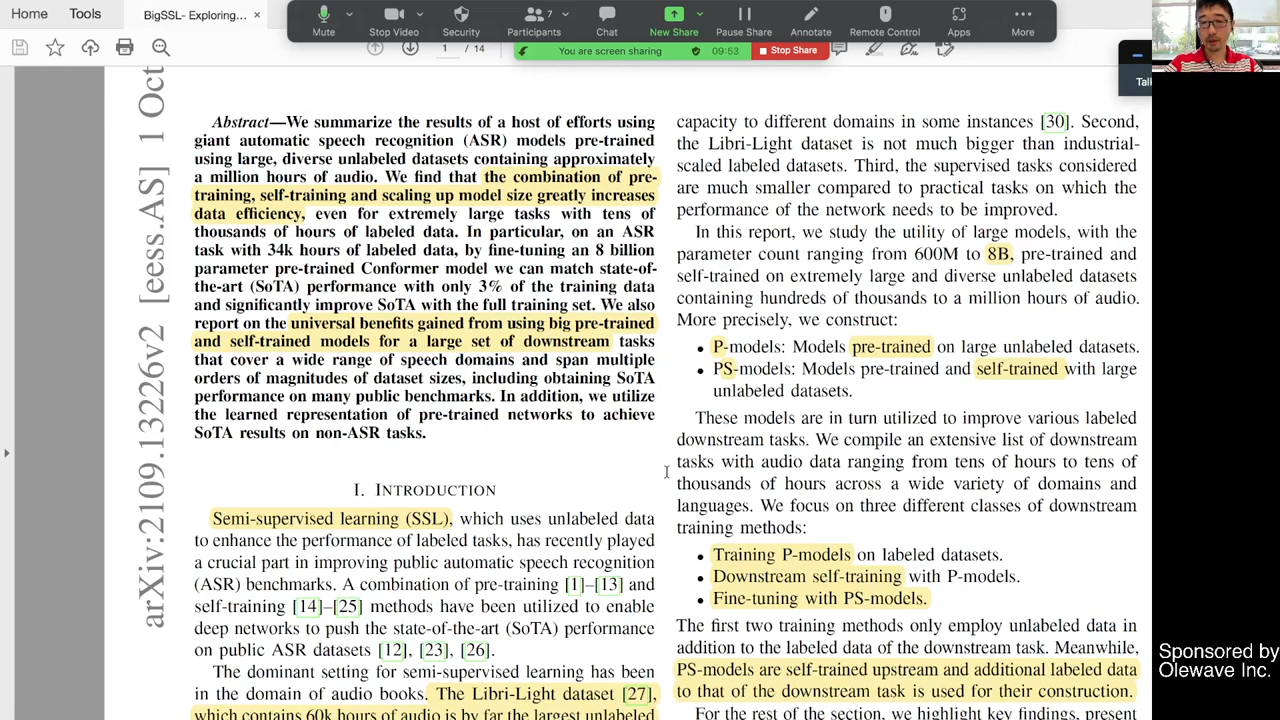 Home
Tools
BigSSL- Exploring...
×
Mute
Stop Video
Security
7
Participants
Chat
New Share
Pause Share
Annotate
Remote Control
Apps
More
1 / 14
You are screen sharing
09:53
Stop Share
Talk
arXiv:2109.13226v2 [eess.AS] 1 Oct
Abstract—We summarize the results of a host of efforts using
giant automatic speech recognition (ASR) models pre-trained
using large, diverse unlabeled datasets containing approximately
a million hours of audio. We find that the combination of pre-
training, self-training and scaling up model size greatly increases
data efficiency, even for extremely large tasks with tens of
thousands of hours of labeled data. In particular, on an ASR
task with 34k hours of labeled data, by fine-tuning an 8 billion
parameter pre-trained Conformer model we can match state-of-
the-art (SoTA) performance with only 3% of the training data
and significantly improve SoTA with the full training set. We also
report on the universal benefits gained from using big pre-trained
and self-trained models for a large set of downstream tasks
that cover a wide range of speech domains and span multiple
orders of magnitudes of dataset sizes, including obtaining SoTA
performance on many public benchmarks. In addition, we utilize
the learned representation of pre-trained networks to achieve
SoTA results on non-ASR tasks.
I. INTRODUCTION
Semi-supervised learning (SSL), which uses unlabeled data
to enhance the performance of labeled tasks, has recently played
a crucial part in improving public automatic speech recognition
(ASR) benchmarks. A combination of pre-training [1]–[13] and
self-training [14]–[25] methods have been utilized to enable
deep networks to push the state-of-the-art (SoTA) performance
on public ASR datasets [12], [23], [26].
The dominant setting for semi-supervised learning has been
in the domain of audio books. The Libri-Light dataset [27],
which contains 60k hours of audio is by far the largest unlabeled
capacity to different domains in some instances [30]. Second,
the Libri-Light dataset is not much bigger than industrial-
scaled labeled datasets. Third, the supervised tasks considered
are much smaller compared to practical tasks on which the
performance of the network needs to be improved.
In this report, we study the utility of large models, with the
parameter count ranging from 600M to 8B, pre-trained and
self-trained on extremely large and diverse unlabeled datasets
containing hundreds of thousands to a million hours of audio.
More precisely, we construct:
• P-models: Models pre-trained on large unlabeled datasets.
• PS-models: Models pre-trained and self-trained with large
unlabeled datasets.
These models are in turn utilized to improve various labeled
downstream tasks. We compile an extensive list of downstream
tasks with audio data ranging from tens of hours to tens of
thousands of hours across a wide variety of domains and
languages. We focus on three different classes of downstream
training methods:
• Training P-models on labeled datasets.
• Downstream self-training with P-models.
• Fine-tuning with PS-models.
The first two training methods only employ unlabeled data in
addition to the labeled data of the downstream task. Meanwhile,
PS-models are self-trained upstream and additional labeled data
to that of the downstream task is used for their construction.
For the rest of the section, we highlight key findings, present
Sponsored by
Olewave Inc.